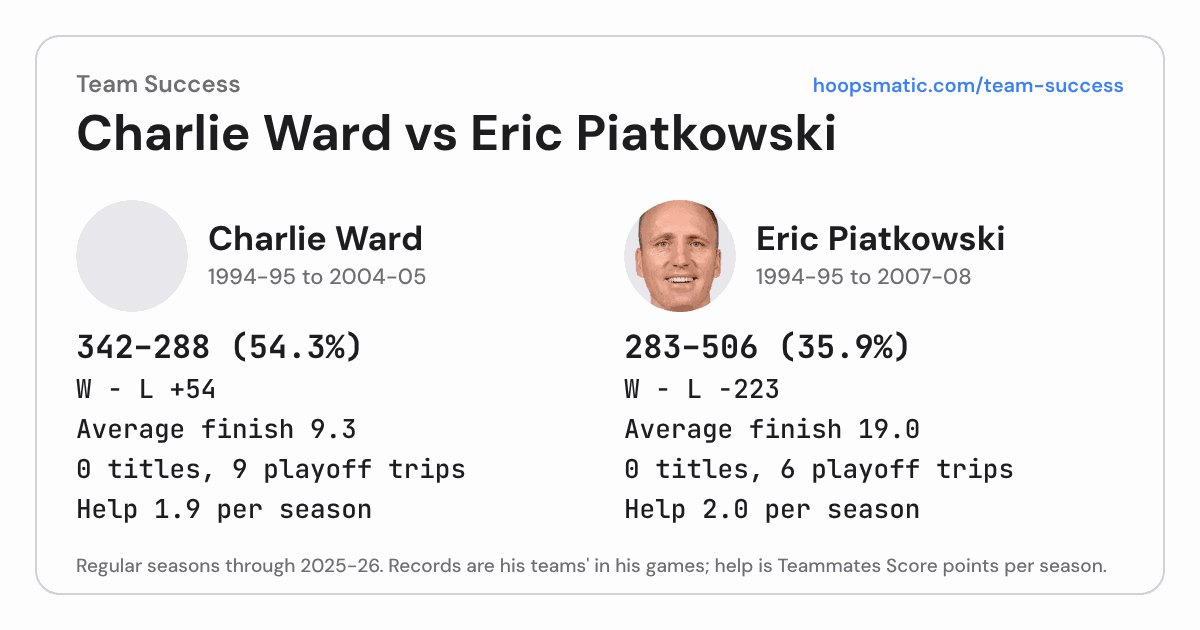 Team Success
hoopsmatic.com/team-success
Charlie Ward vs Eric Piatkowski
Charlie Ward
1994-95 to 2004-05
342-288 (54.3%)
W - L +54
Average finish 9.3
0 titles, 9 playoff trips
Help 1.9 per season
Eric Piatkowski
1994-95 to 2007-08
283-506 (35.9%)
W - L -223
Average finish 19.0
0 titles, 6 playoff trips
Help 2.0 per season
Regular seasons through 2025-26. Records are his teams' in his games; help is Teammates Score points per season.